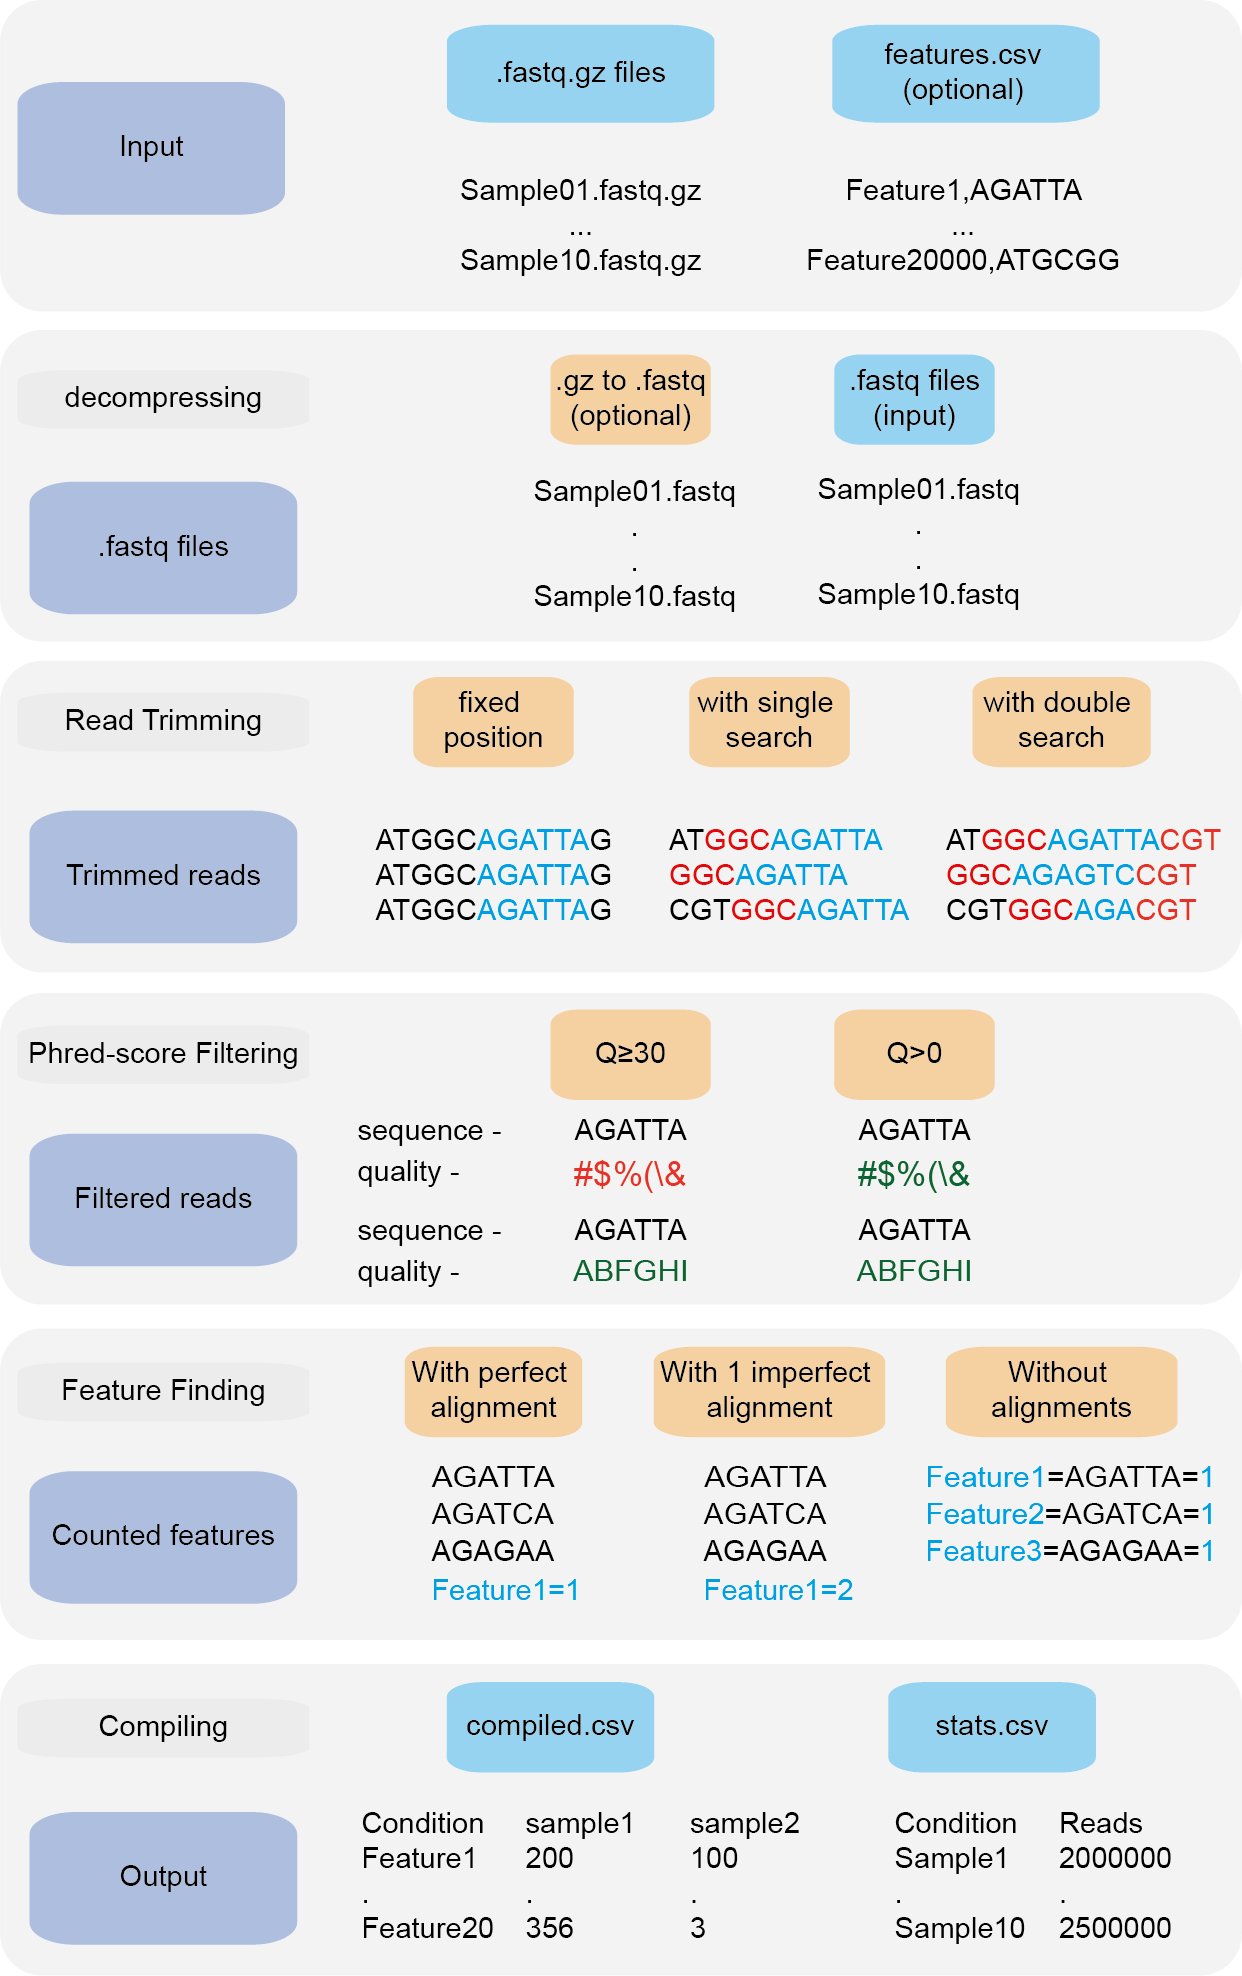 Input
.fastq.gz files
features.csv
(optional)
Sample01.fastq.gz
...
Sample10.fastq.gz
Feature1,AGATTA
...
Feature20000,ATGCGG
decompressing
.fastq files
.gz to .fastq
(optional)
.fastq files
(input)
Sample01.fastq
.
.
Sample10.fastq
Sample01.fastq
.
.
Sample10.fastq
Read Trimming
Trimmed reads
fixed
position
ATGGCAGATTAG
ATGGCAGATTAG
ATGGCAGATTAG
with single
search
ATGGCAGATTA
GGCAGATTA
CGTGGCAGATTA
with double
search
ATGGCAGATTACGT
GGCAGAGTCCGT
CGTGGCAGACGT
Phred-score Filtering
Filtered reads
Q≥30
Q>0
sequence - AGATTA AGATTA
quality - #$%(\& #$%(\&
sequence - AGATTA AGATTA
quality - ABFGHI ABFGHI
Feature Finding
Counted features
With perfect
alignment
AGATTA
AGATCA
AGAGAA
Feature1=1
With 1 imperfect
alignment
AGATTA
AGATCA
AGAGAA
Feature1=2
Without
alignments
Feature1=AGATTA=1
Feature2=AGATCA=1
Feature3=AGAGAA=1
Compiling
Output
compiled.csv
Condition sample1 sample2
Feature1 200 100
. . .
Feature20 356 3
stats.csv
Condition Reads
Sample1 2000000
. .
Sample10 2500000